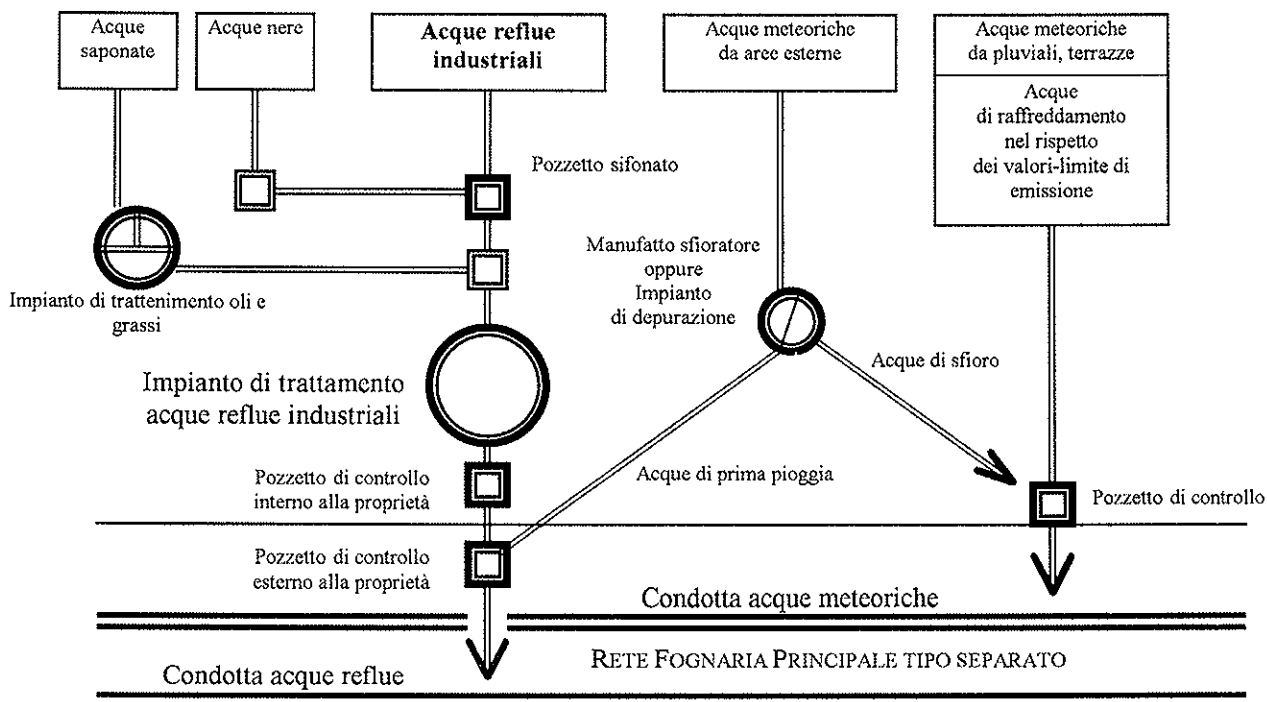 Acque
saponate
Acque nere
Acque reflue
industriali
Acque meteoriche
da aree esterne
Acque meteoriche
da pluviali, terrazze
Acque
di raffreddamento
nel rispetto
dei valori-limite di
emissione
Pozzetto sifonato
Impianto di trattenimento oli e
grassi
Manufatto sfioratore
oppure
Impianto
di depurazione
Acque di sfioro
Impianto di trattamento
acque reflue industriali
Pozzetto di controllo
interno alla proprietà
Acque di prima pioggia
Pozzetto di controllo
Pozzetto di controllo
esterno alla proprietà
Condotta acque meteoriche
RETE FOGNARIA PRINCIPALE TIPO SEPARATO
Condotta acque reflue